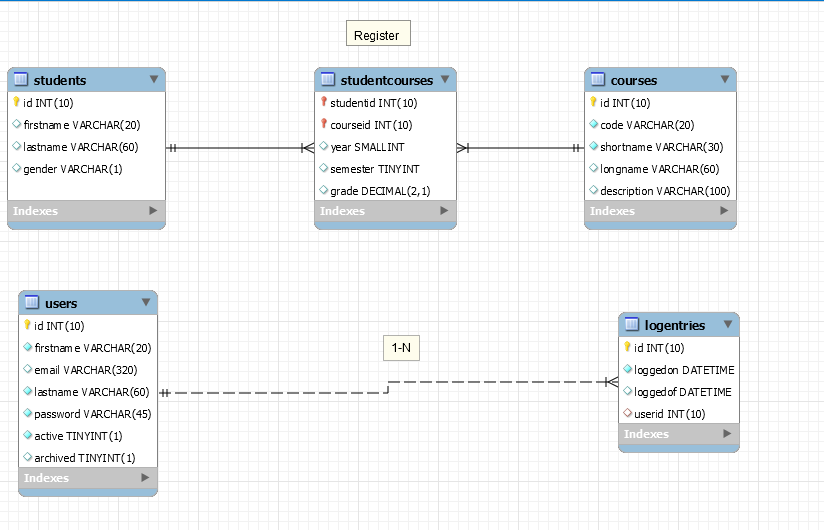 Register
students
id INT(10)
firstname VARCHAR(20)
lastname VARCHAR(60)
gender VARCHAR(1)
Indexes
studentcourses
studentid INT(10)
courseid INT(10)
year SMALLINT
semester TINYINT
grade DECIMAL(2,1)
Indexes
courses
id INT(10)
code VARCHAR(20)
shortname VARCHAR(30)
longname VARCHAR(60)
description VARCHAR(100)
Indexes
users
id INT(10)
firstname VARCHAR(20)
email VARCHAR(320)
lastname VARCHAR(60)
password VARCHAR(45)
active TINYINT(1)
archived TINYINT(1)
Indexes
1-N
logentries
id INT(10)
loggedon DATETIME
loggedof DATETIME
userid INT(10)
Indexes